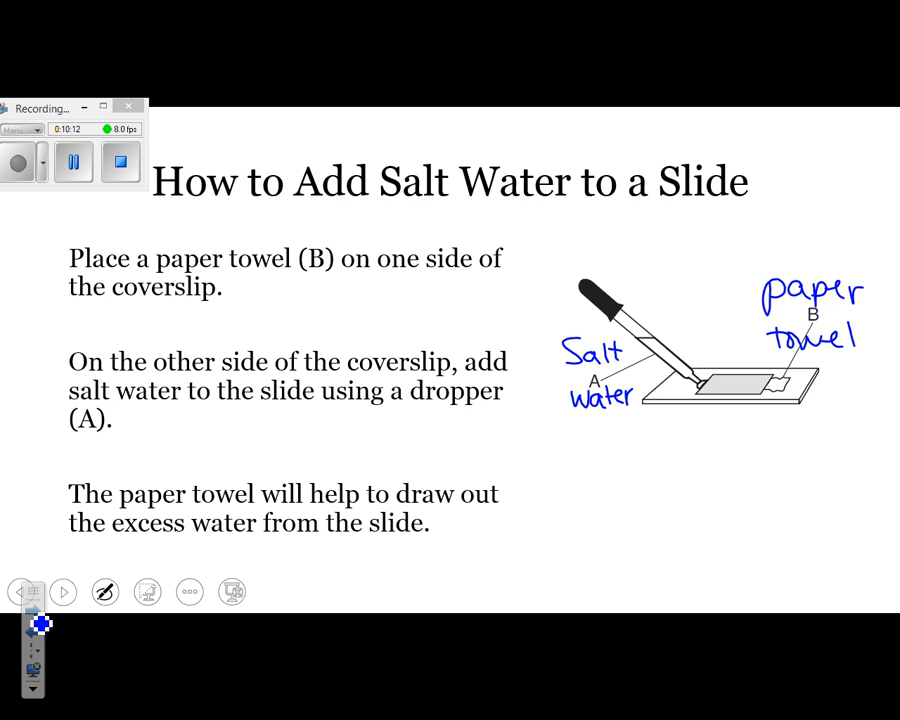 Recording...
Menu
0:10:12
8.0 fps
How to Add Salt Water to a Slide
Place a paper towel (B) on one side of
the coverslip.
On the other side of the coverslip, add
salt water to the slide using a dropper
(A).
The paper towel will help to draw out
the excess water from the slide.
paper
B
towel
Salt
A
water